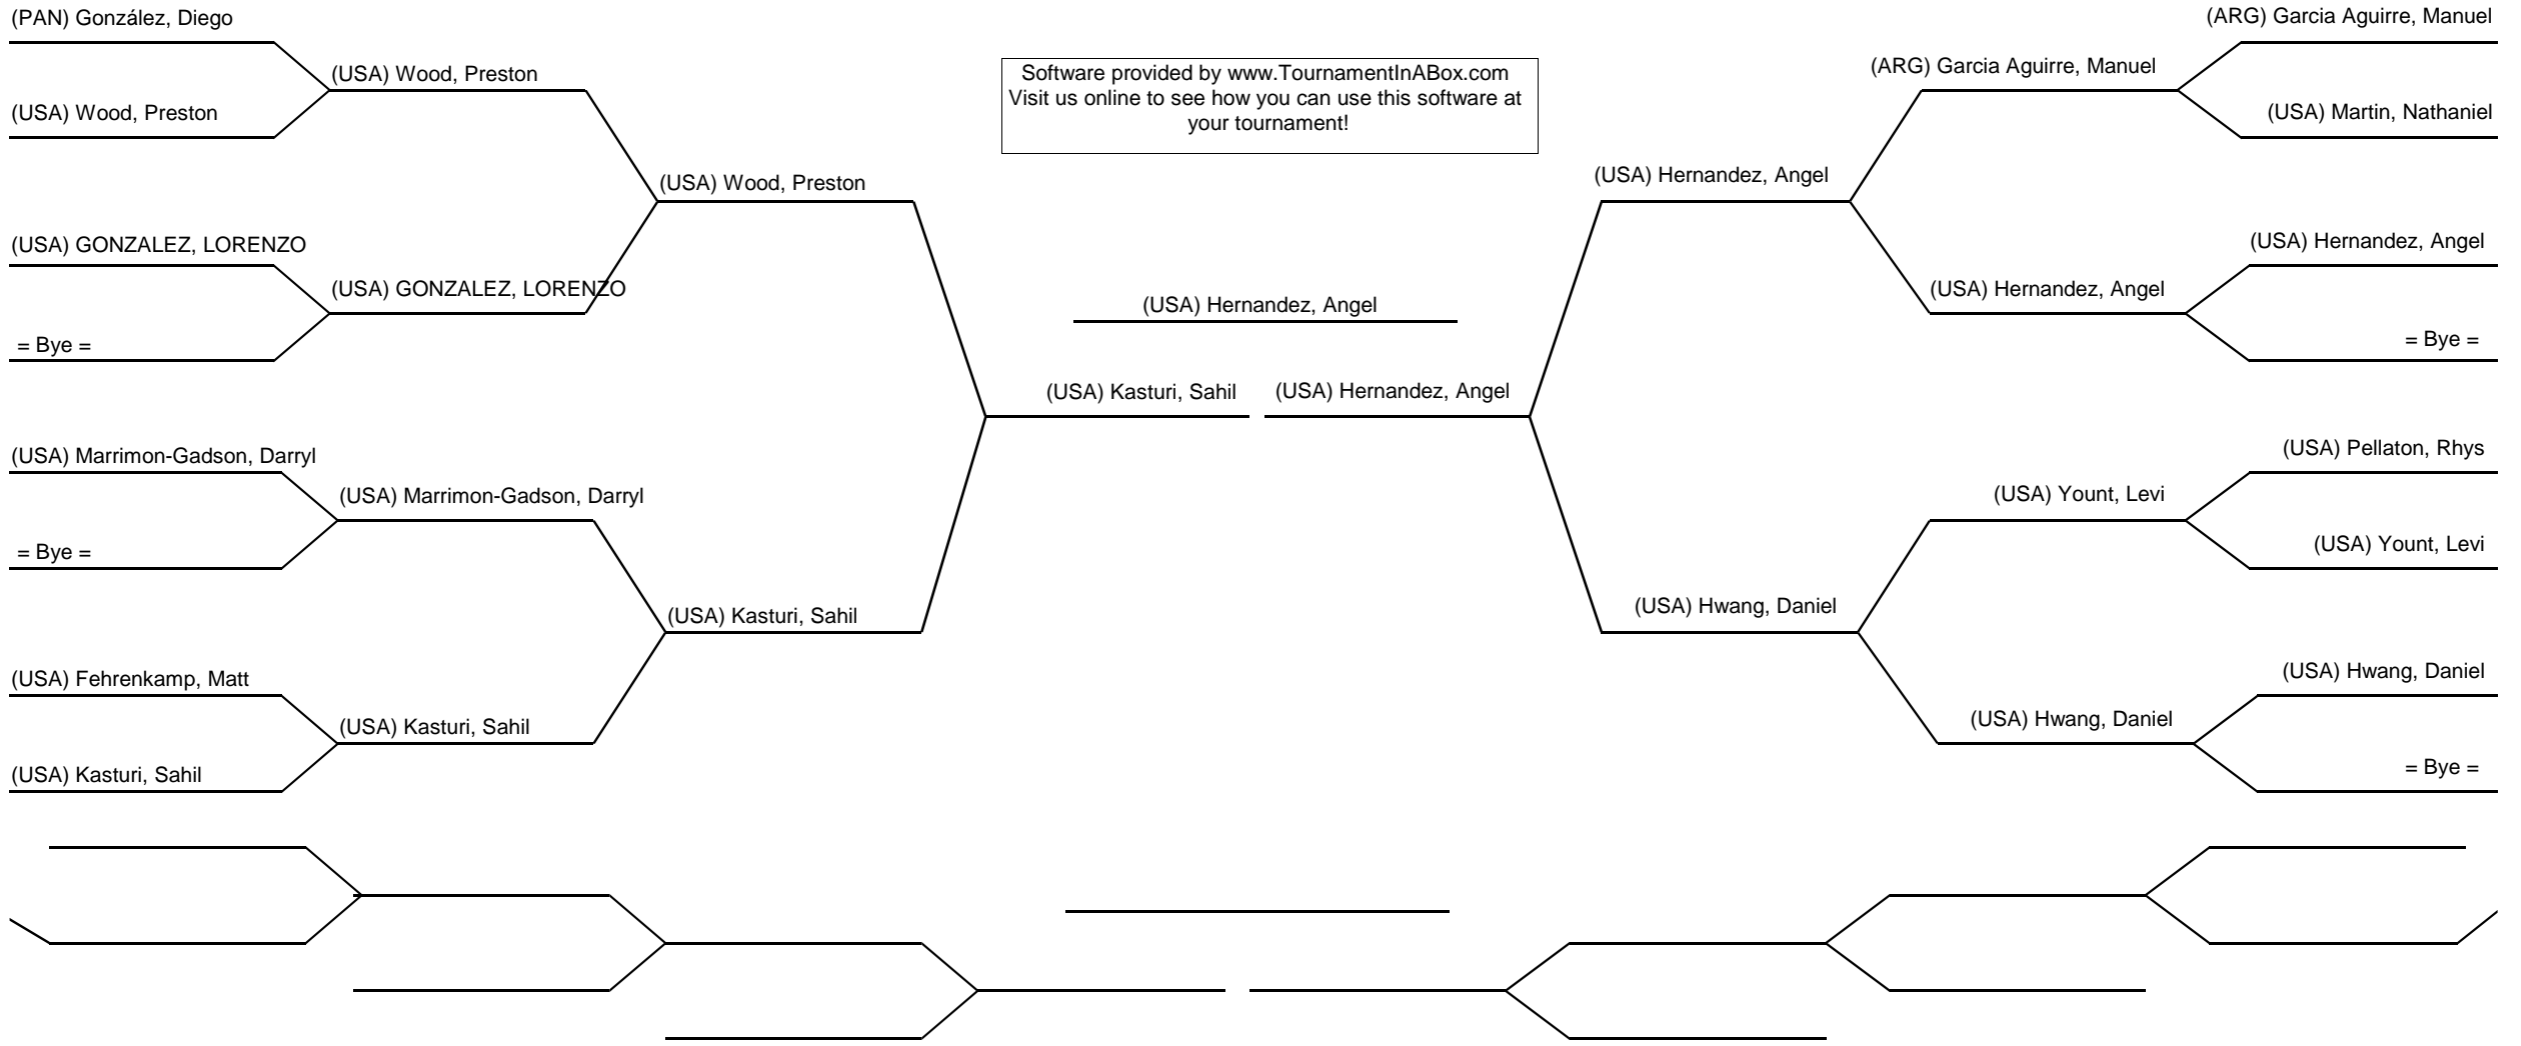 (PAN) González, Diego
(USA) Wood, Preston
(USA) Wood, Preston
(USA) GONZALEZ, LORENZO
(USA) GONZALEZ, LORENZO
= Bye =
(USA) Wood, Preston
(USA) Marrimon-Gadson, Darryl
(USA) Marrimon-Gadson, Darryl
= Bye =
(USA) Kasturi, Sahil
(USA) Fehrenkamp, Matt
(USA) Kasturi, Sahil
(USA) Kasturi, Sahil
Software provided by www.TournamentInABox.com
Visit us online to see how you can use this software at
your tournament!
(USA) Hernandez, Angel
(USA) Kasturi, Sahil
(USA) Hernandez, Angel
(ARG) Garcia Aguirre, Manuel
(ARG) Garcia Aguirre, Manuel
(USA) Martin, Nathaniel
(USA) Hernandez, Angel
(USA) Hernandez, Angel
(USA) Hernandez, Angel
= Bye =
(USA) Pellaton, Rhys
(USA) Yount, Levi
(USA) Yount, Levi
(USA) Hwang, Daniel
(USA) Hwang, Daniel
(USA) Hwang, Daniel
= Bye =